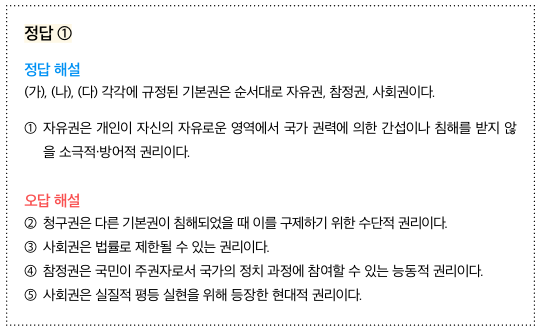 정답 ①
정답 해설
(가), (나), (다) 각각에 규정된 기본권은 순서대로 자유권, 참정권, 사회권이다.
① 자유권은 개인이 자신의 자유로운 영역에서 국가 권력에 의한 간섭이나 침해를 받지 않
을 소극적·방어적 권리이다.
오답 해설
② 청구권은 다른 기본권이 침해되었을 때 이를 구제하기 위한 수단적 권리이다.
③ 사회권은 법률로 제한될 수 있는 권리이다.
④ 참정권은 국민이 주권자로서 국가의 정치 과정에 참여할 수 있는 능동적 권리이다.
⑤ 사회권은 실질적 평등 실현을 위해 등장한 현대적 권리이다.